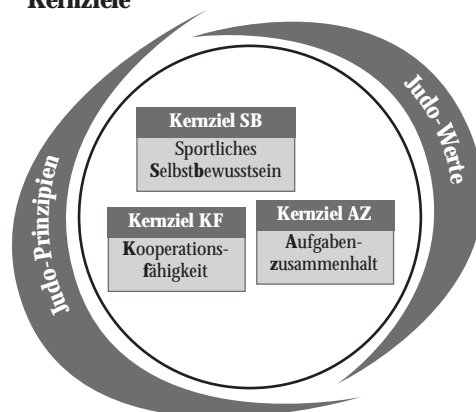 Kernziele
Judo-Prinzipien
Judo-Werte
Kernziel SB
Sportliches
Selbstbewusstsein
Kernziel KF
Kooperations-
fähigkeit
Kernziel AZ
Aufgaben-
zusammenhalt